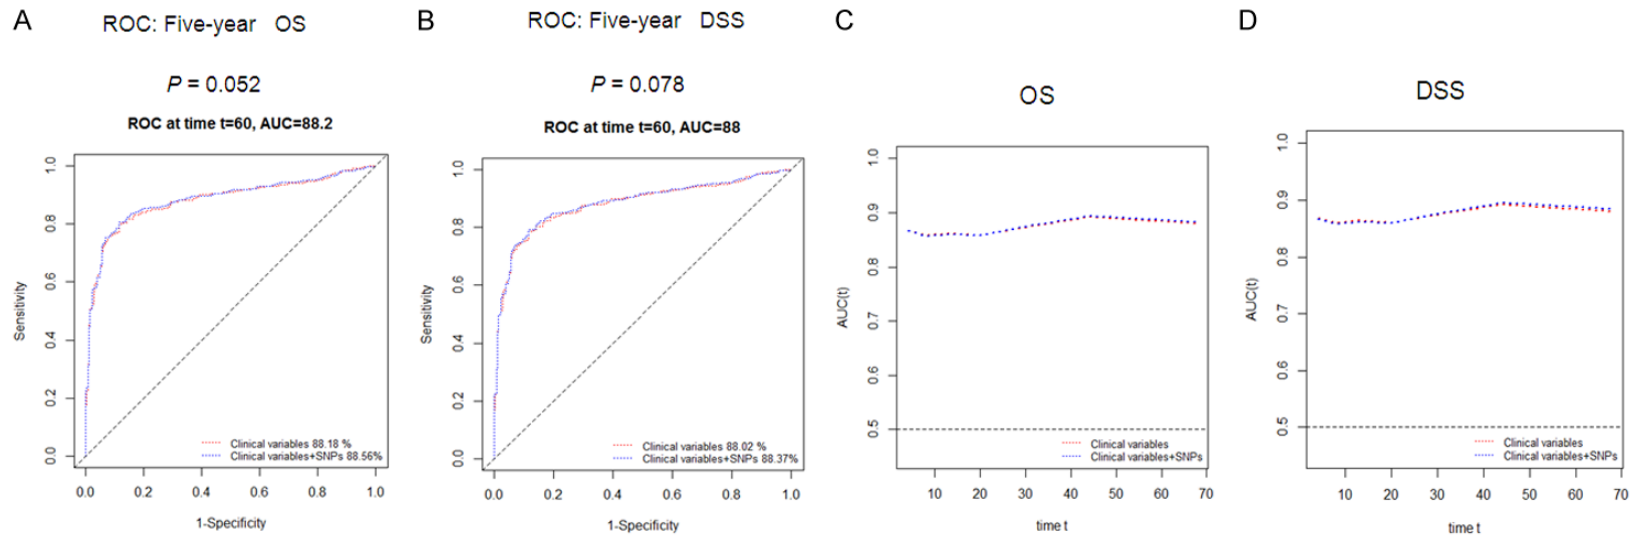 A
ROC: Five-year OS
P = 0.052
ROC at time t=60, AUC=88.2
Sensitivity
1.0
0.8
0.6
0.4
0.2
0.0
Clinical variables 88.18 %
Clinical variables+SNPs 88.56%
0.0 0.2 0.4 0.6 0.8 1.0
1-Specificity
B
ROC: Five-year DSS
P = 0.078
ROC at time t=60, AUC=88
Sensitivity
1.0
0.8
0.6
0.4
0.2
0.0
Clinical variables 88.02 %
Clinical variables+SNPs 88.37%
0.0 0.2 0.4 0.6 0.8 1.0
1-Specificity
C
OS
AUC(t)
1.0
0.9
0.8
0.7
0.6
0.5
Clinical variables
Clinical variables+SNPs
10 20 30 40 50 60 70
time t
D
DSS
AUC(t)
1.0
0.9
0.8
0.7
0.6
0.5
Clinical variables
Clinical variables+SNPs
10 20 30 40 50 60 70
time t